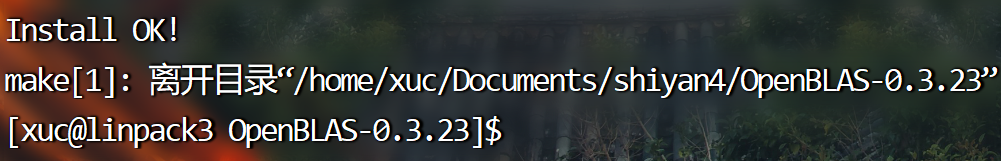 Install OK!
make[1]: 离开目录“/home/xuc/Documents/shiyan4/OpenBLAS-0.3.23”
[xuc@linpack3 OpenBLAS-0.3.23]$